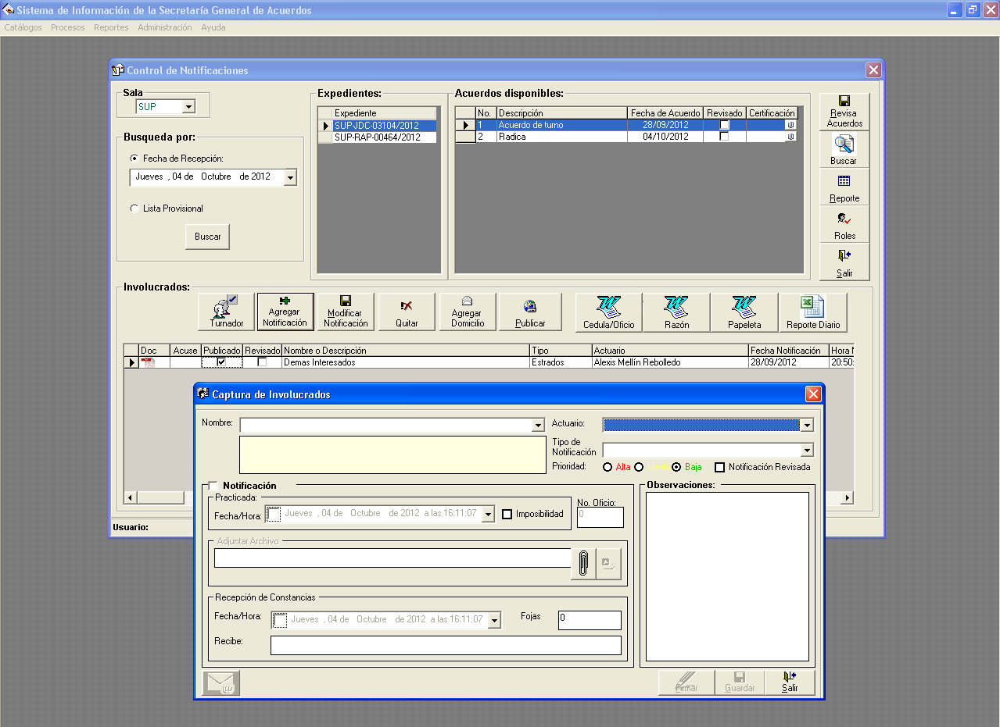 Sistema de Información de la Secretaría General de Acuerdos
Catálogos Procesos Reportes Administración Ayuda
Control de Notificaciones
Sala
SUP
Busqueda por:
Fecha de Recepción:
Jueves , 04 de Octubre de 2012
Lista Provisional
Buscar
Expedientes:
Expediente
SUP-JDC-03104/2012
SUP-RAP-00464/2012
Acuerdos disponibles:
No. Descripción Fecha de Acuerdo Revisado Certificación
1 Acuerdo de turno 28/09/2012
2 Radica 04/10/2012
Revisa
Acuerdos
Buscar
Reporte
Roles
Salir
Involucrados:
Turnador
Agregar
Notificación
Modificar
Notificación
Quitar
Agregar
Domicilio
Publicar
Cedula/Oficio
Razón
Papeleta
Reporte Diario
Doc Acuse Publicado Revisado Nombre o Descripción Tipo Actuario Fecha Notificación Hora
Demas Interesados Estrados Alexis Mellín Rebolledo 28/09/2012 20:50:
Captura de Involucrados
Nombre:
Actuario:
Tipo de
Notificación
Prioridad: Alta Media Baja Notificación Revisada
Notificación
Practicada:
Fecha/Hora: Jueves , 04 de Octubre de 2012 a las 16:11:07 Imposibilidad
No. Oficio:
0
Adjuntar Archivo
Recepción de Constancias
Fecha/Hora: Jueves , 04 de Octubre de 2012 a las 16:11:07 Fojas 0
Recibe:
Observaciones:
Firmar Guardar Salir
Usuario: